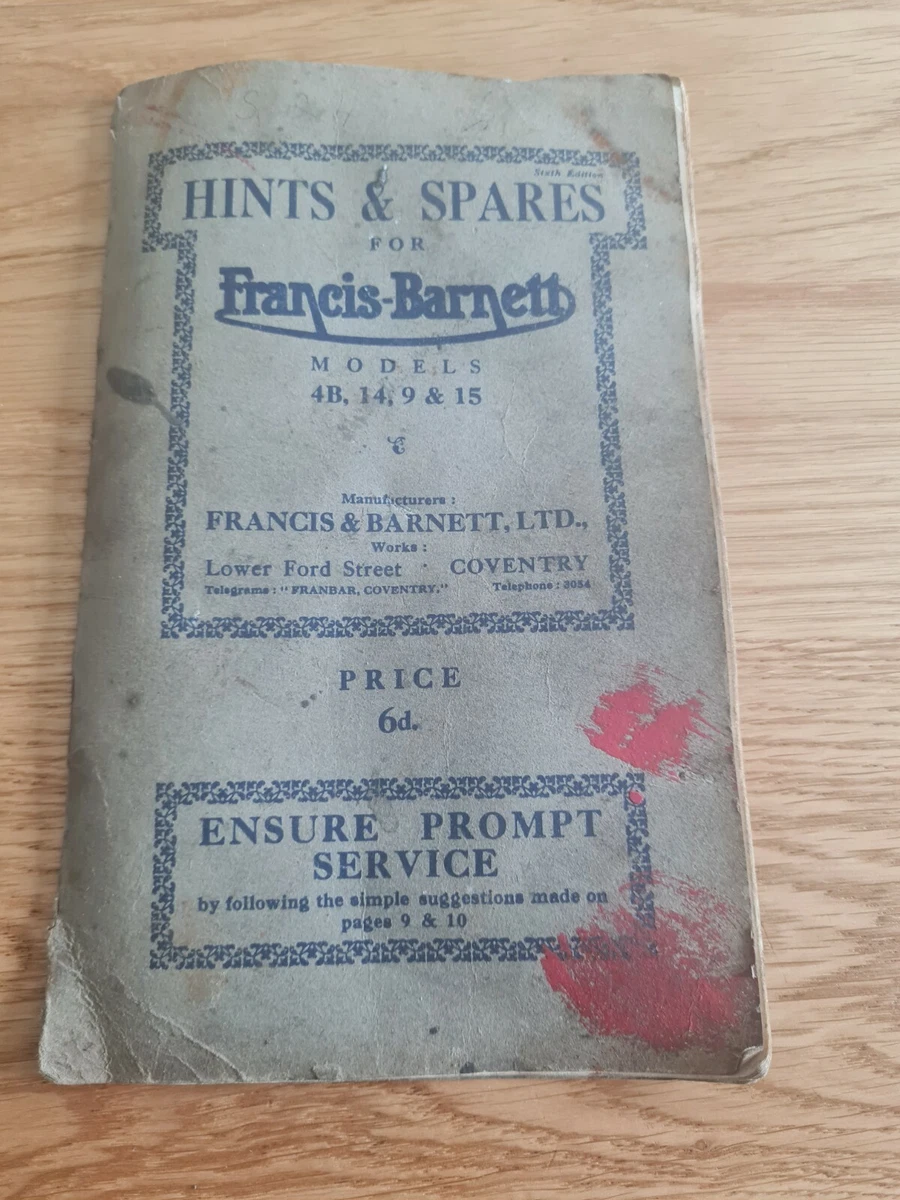 Sixth Edition
HINTS & SPARES
FOR
Francis-Barnett
MODELS
4B, 14, 9 & 15
Manufacturers :
FRANCIS & BARNETT, LTD.,
Works :
Lower Ford Street · COVENTRY
Telegrams : "FRANBAR, COVENTRY." Telephone : 3054
PRICE
6d.
ENSURE PROMPT
SERVICE
by following the simple suggestions made on
pages 9 & 10